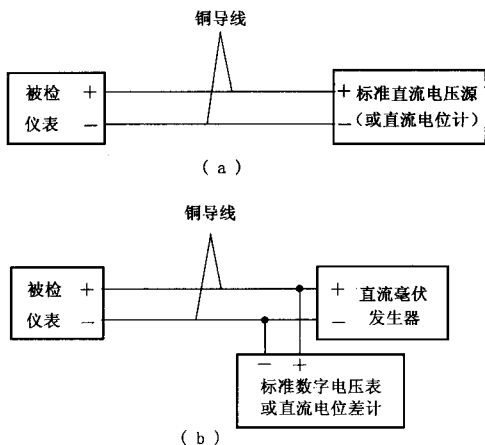 铜导线
被检 +
仪表 −
+ 标准直流电压源
− (或直流电位计)
( a )
铜导线
被检 +
仪表 −
+ 直流毫伏
− 发生器
− +
标准数字电压表
或直流电位差计
( b )